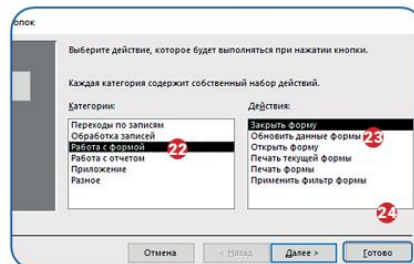 опок
Выберите действие, которое будет выполняться при нажатии кнопки.
Каждая категория содержит собственный набор действий.
Категории:
Действия:
Переходы по записям
Обработка записей
Работа с формой
22
Работа с отчетом
Приложение
Разное
Закрыть форму
Обновить данные формы
23
Открыть форму
Печать текущей формы
Печать формы
Применить фильтр формы
24
Отмена
< Назад
Далее >
Готово